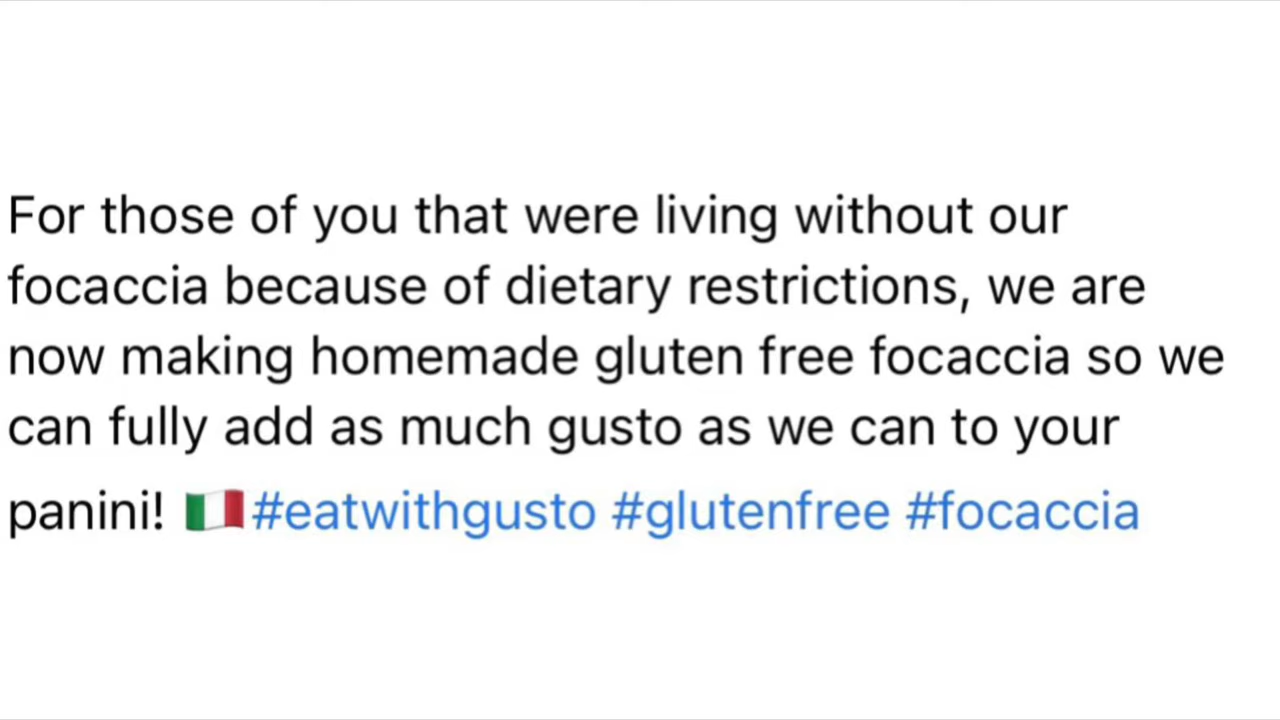 For those of you that were living without our
focaccia because of dietary restrictions, we are
now making homemade gluten free focaccia so we
can fully add as much gusto as we can to your
panini! 🇮🇹#eatwithgusto #glutenfree #focaccia